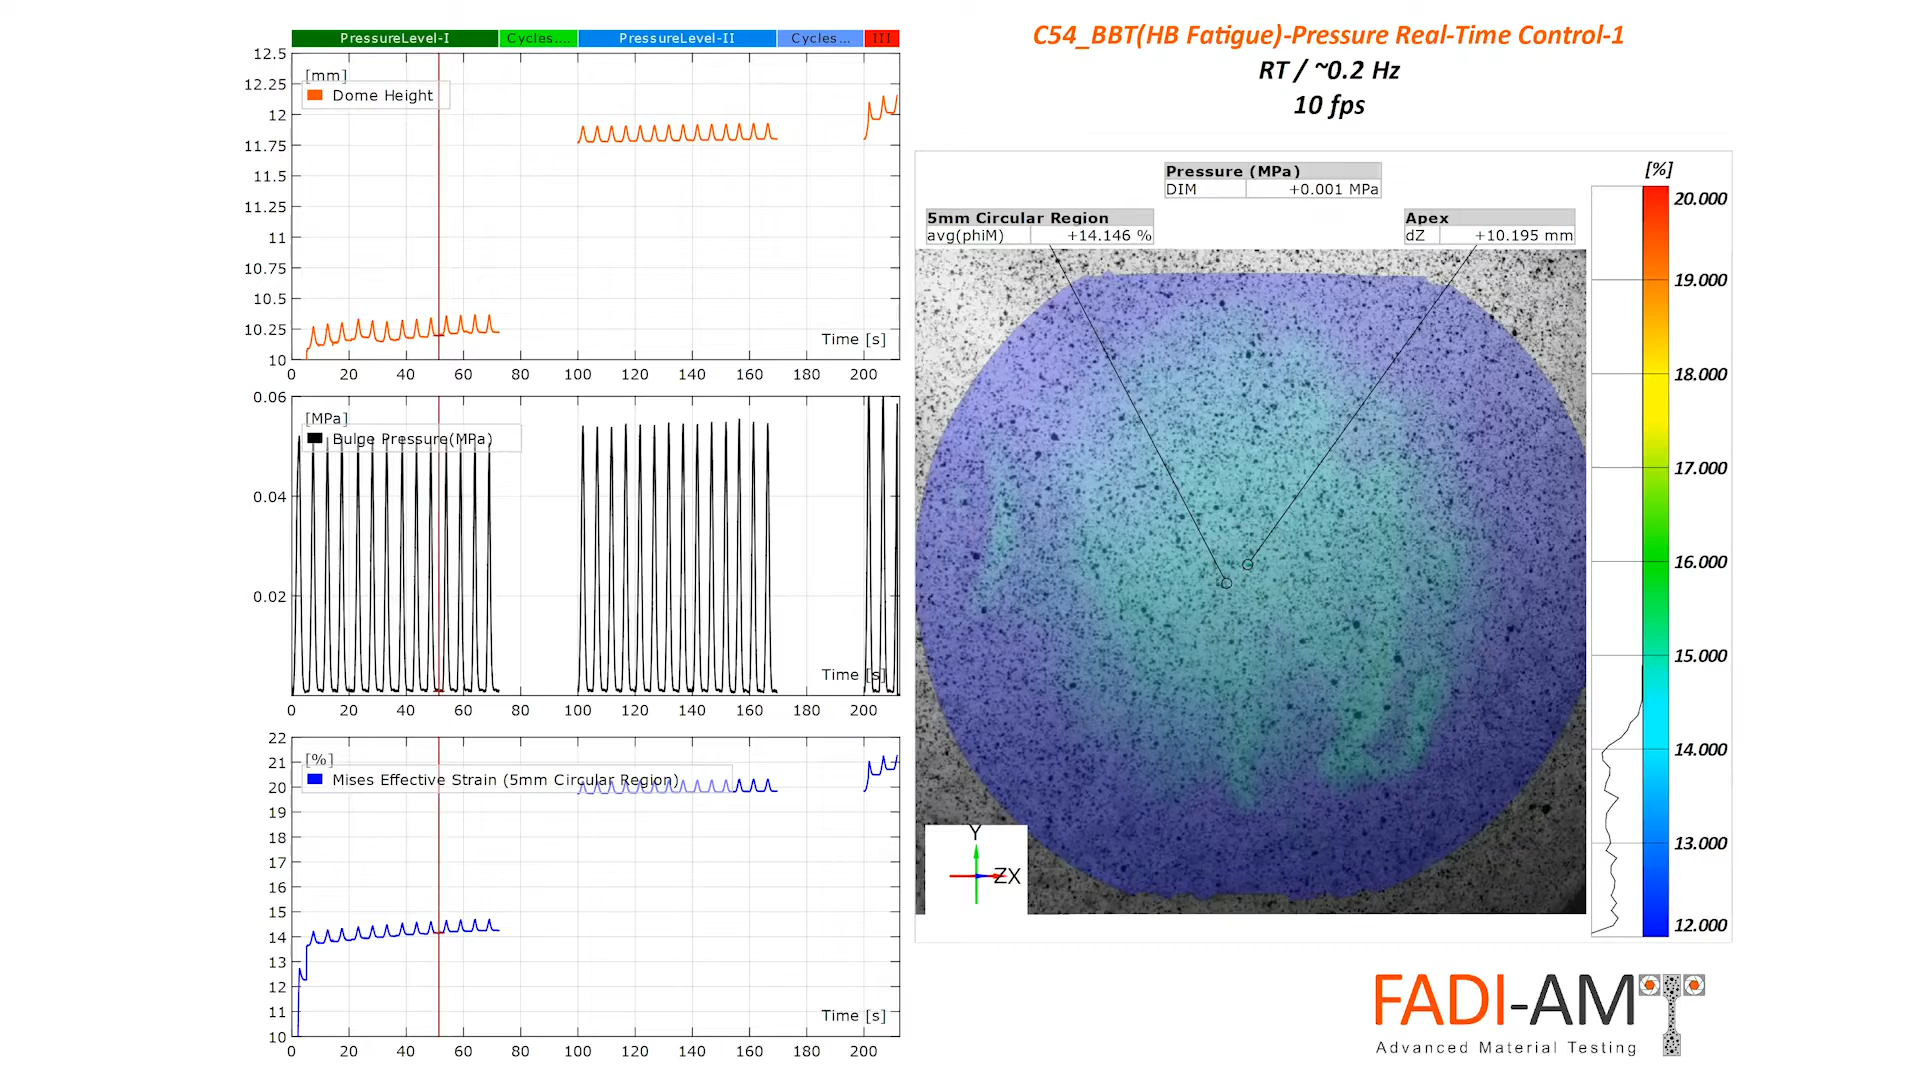 PressureLevel-I Cycles.... PressureLevel-II Cycles... III
12.5
12.25
12
11.75
11.5
11.25
11
10.75
10.5
10.25
10
[mm]
Dome Height
Time [s]
0 20 40 60 80 100 120 140 160 180 200
0.06
0.04
0.02
[MPa]
Bulge Pressure(MPa)
Time [s]
0 20 40 60 80 100 120 140 160 180 200
22
21
20
19
18
17
16
15
14
13
12
11
10
[%]
Mises Effective Strain (5mm Circular Region)
Time [s]
0 20 40 60 80 100 120 140 160 180 200
C54_BBT(HB Fatigue)-Pressure Real-Time Control-1
RT / ~0.2 Hz
10 fps
Pressure (MPa)
DIM +0.001 MPa
5mm Circular Region
avg(phiM) +14.146 %
Apex
dZ +10.195 mm
[%]
20.000
19.000
18.000
17.000
16.000
15.000
14.000
13.000
12.000
Y
ZX
FADI-AMT
Advanced Material Testing